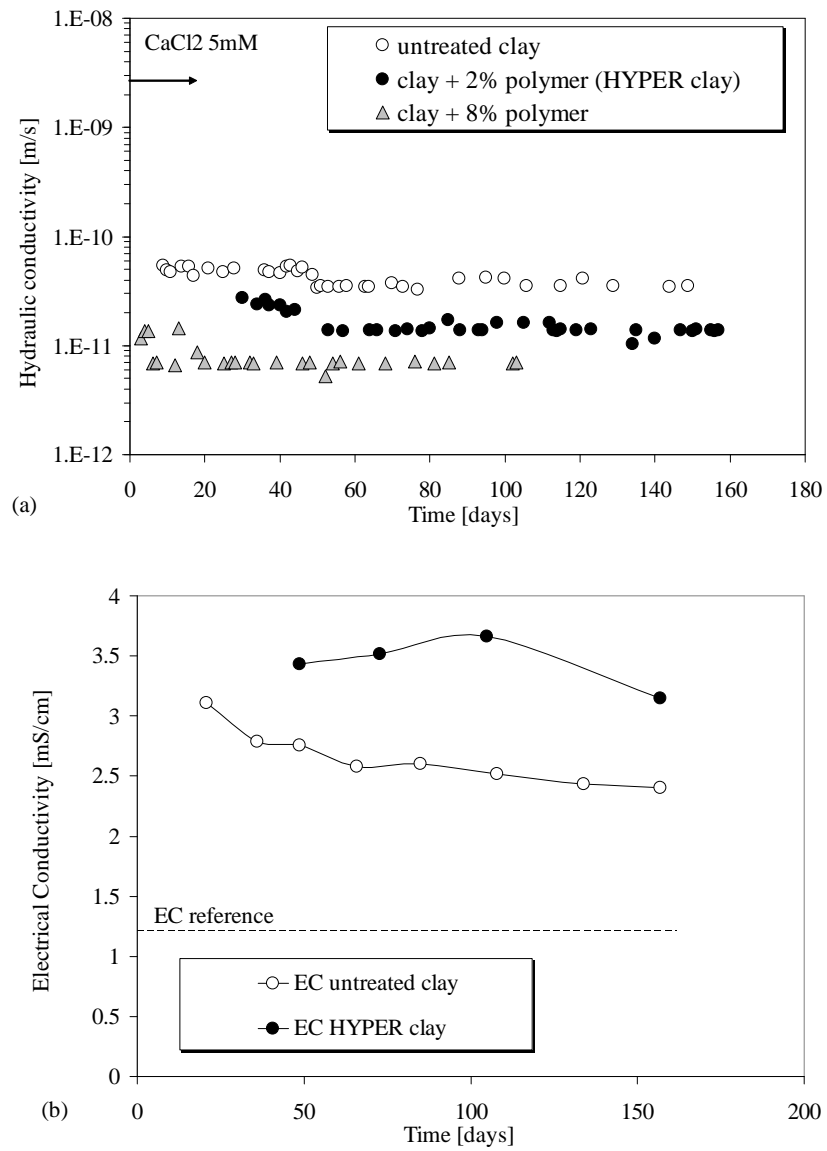 1.E-08
CaCl2 5mM
untreated clay
clay + 2% polymer (HYPER clay)
clay + 8% polymer
1.E-09
1.E-10
1.E-11
1.E-12
Hydraulic conductivity [m/s]
0 20 40 60 80 100 120 140 160 180
Time [days]
(a)
4
3.5
3
2.5
2
1.5
1
0.5
0
Electrical Conductivity [mS/cm]
EC reference
EC untreated clay
EC HYPER clay
0 50 100 150 200
Time [days]
(b)